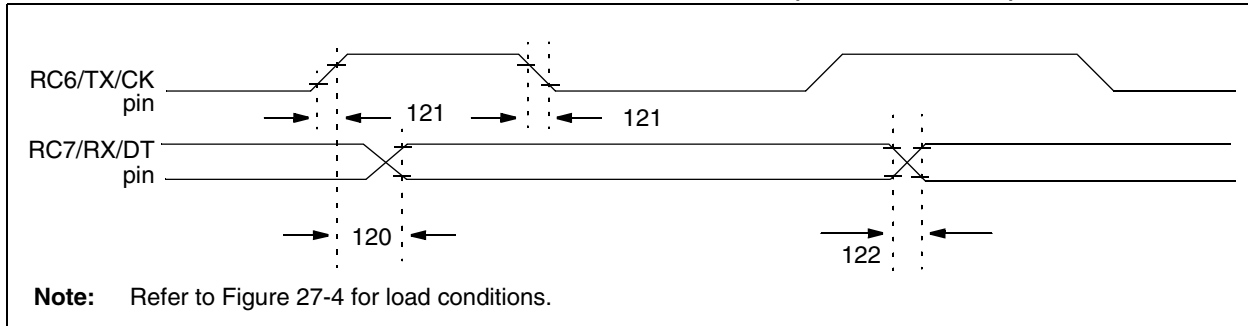 RC6/TX/CK
pin
121
121
RC7/RX/DT
pin
120
122
Note: Refer to Figure 27-4 for load conditions.